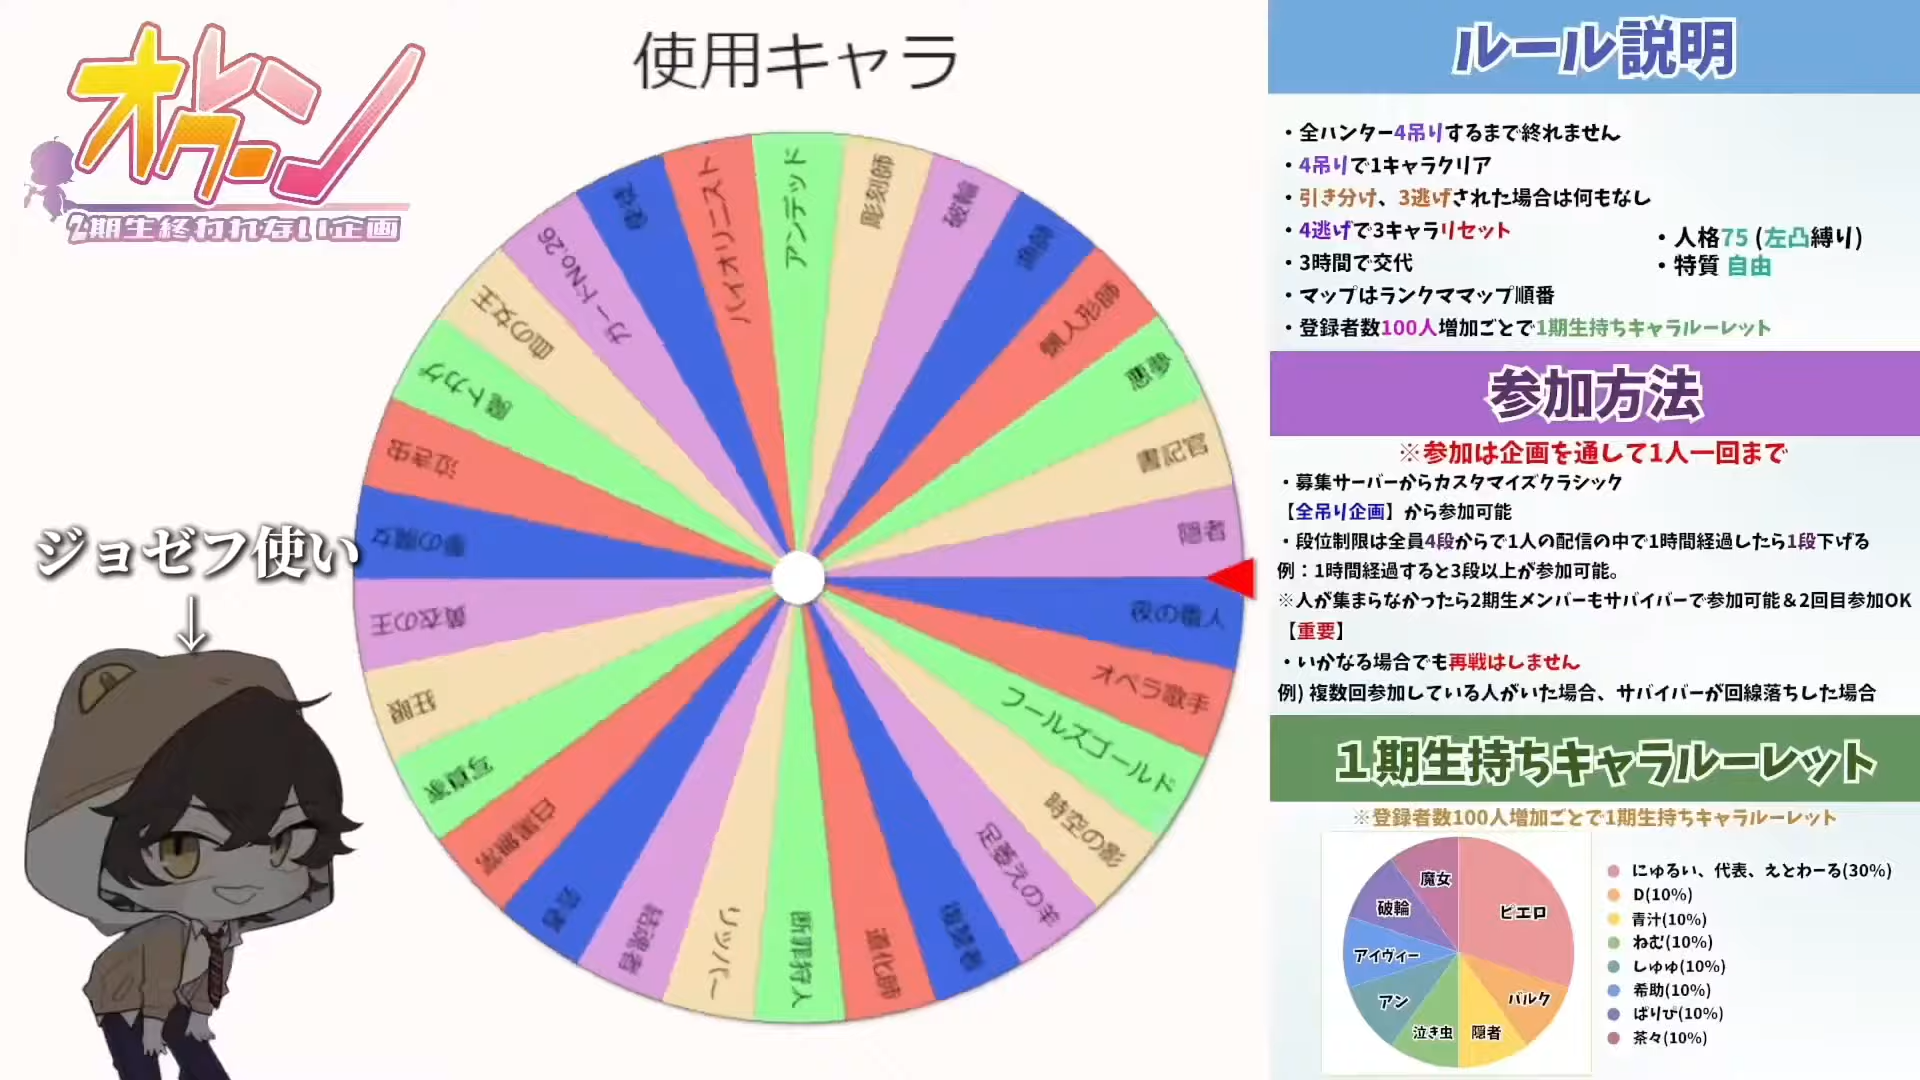 オレクーン
2期生終われない企画
使用キャラ
アンデッド
彫刻師
破輪
漁師
蝋人形師
悪夢
書記官
隠者
夜の番人
オペラ歌手
フールズゴールド
時空の影
足萎えの羊
復讐者
道化師
断罪狩人
リッパー
結魂者
芸者
白黒無常
写真家
狂眼
黄衣の王
夢の魔女
泣き虫
魔トカゲ
血の女王
カードNo.26
使徒
バイオリニスト
ジョゼフ使い
↓
ルール説明
・全ハンター4吊りするまで終れません
・4吊りで1キャラクリア
・引き分け、3逃げされた場合は何もなし
・4逃げで3キャラリセット
・3時間で交代
・マップはランクママップ順番
・登録者数100人増加ごとで1期生持ちキャラルーレット
・人格75 (左凸縛り)
・特質 自由
参加方法
※参加は企画を通して1人一回まで
・募集サーバーからカスタマイズクラシック
【全吊り企画】から参加可能
・段位制限は全員4段からで1人の配信の中で1時間経過したら1段下げる
例：1時間経過すると3段以上が参加可能。
※人が集まらなかったら2期生メンバーもサバイバーで参加可能＆2回目参加OK
【重要】
・いかなる場合でも再戦はしません
例) 複数回参加している人がいた場合、サバイバーが回線落ちした場合
１期生持ちキャラルーレット
※登録者数100人増加ごとで1期生持ちキャラルーレット
ピエロ
バルク
隠者
泣き虫
アン
アイヴィー
破輪
魔女
にゅるい、代表、えとわーる(30%)
D(10%)
青汁(10%)
ねむ(10%)
しゅゅ(10%)
希助(10%)
ぱりぴ(10%)
茶々(10%)